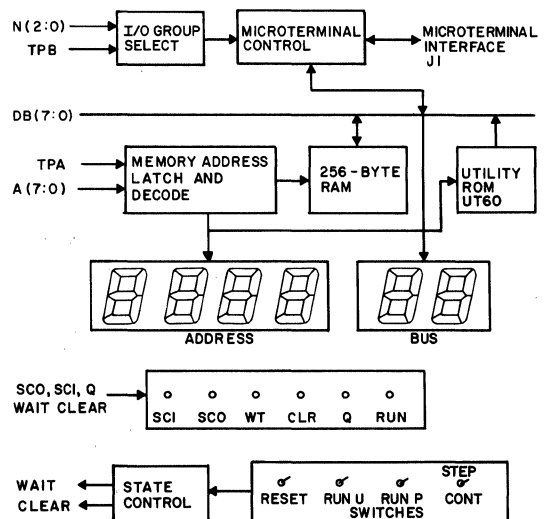 N(2:0)
TPB
I/O GROUP
SELECT
MICROTERMINAL
CONTROL
MICROTERMINAL
INTERFACE
J1
DB(7:0)
TPA
A(7:0)
MEMORY ADDRESS
LATCH AND
DECODE
256-BYTE
RAM
UTILITY
ROM
UT60
ADDRESS
BUS
SCO, SCI, Q
WAIT CLEAR
SCI SCO WT CLR Q RUN
WAIT
CLEAR
STATE
CONTROL
STEP
RESET RUN U RUN P CONT
SWITCHES